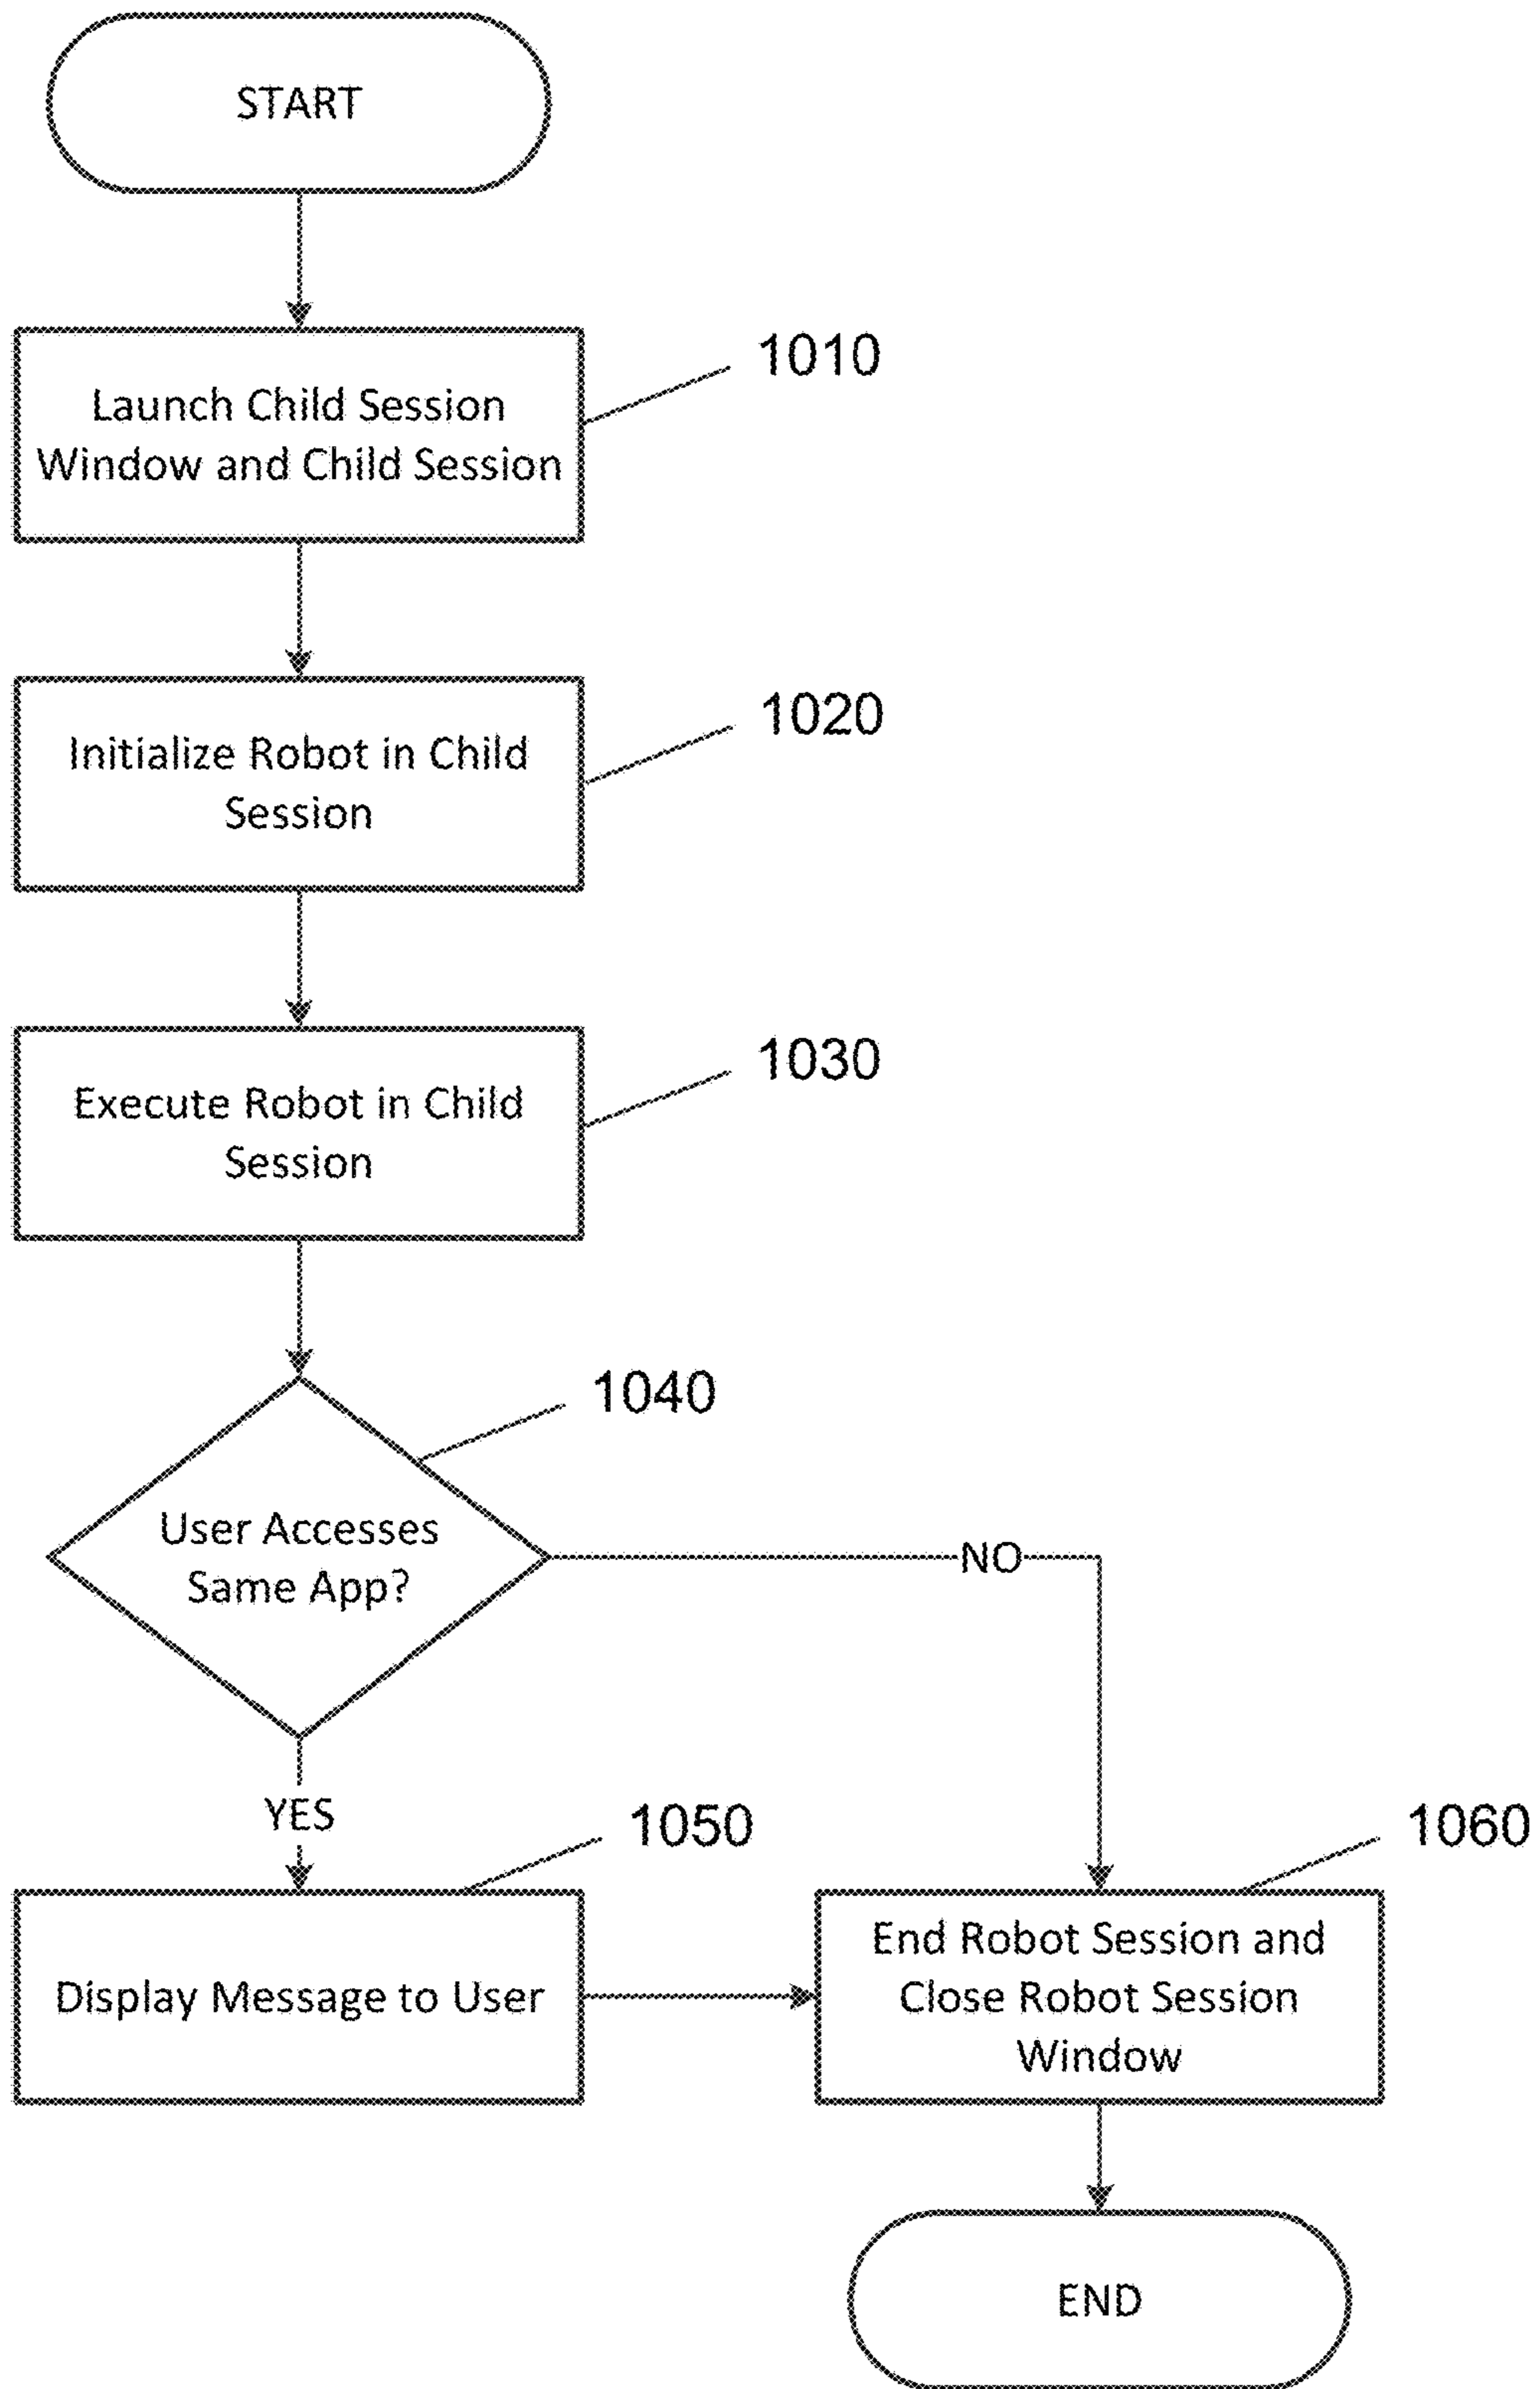 START
1010
Launch Child Session
Window and Child Session
1020
Initialize Robot in Child
Session
1030
Execute Robot in Child
Session
1040
User Accesses
Same App?
NO
YES
1050
1060
Display Message to User
End Robot Session and
Close Robot Session
Window
END